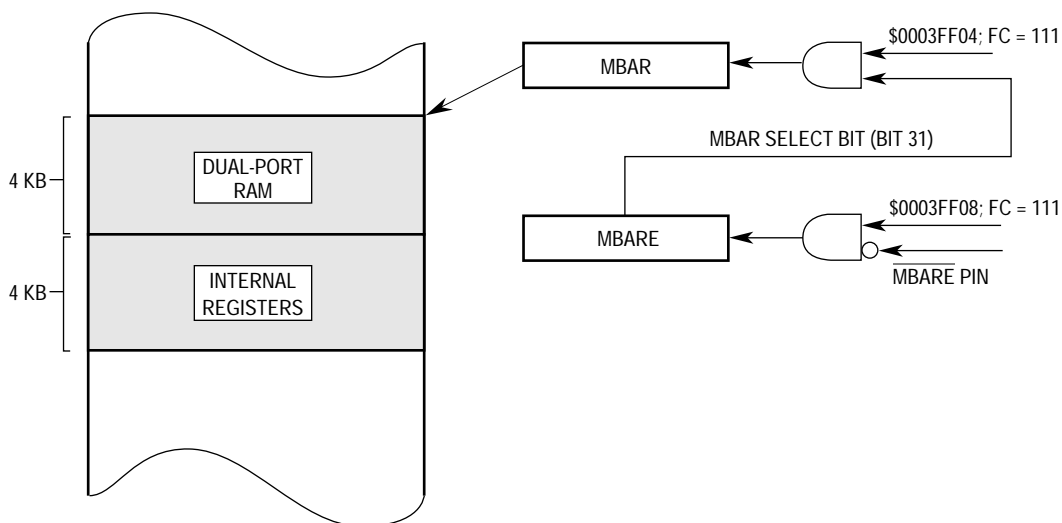 $0003FF04; FC = 111
MBAR
MBAR SELECT BIT (BIT 31)
4 KB
DUAL-PORT
RAM
$0003FF08; FC = 111
MBARE
MBARE PIN
4 KB
INTERNAL
REGISTERS